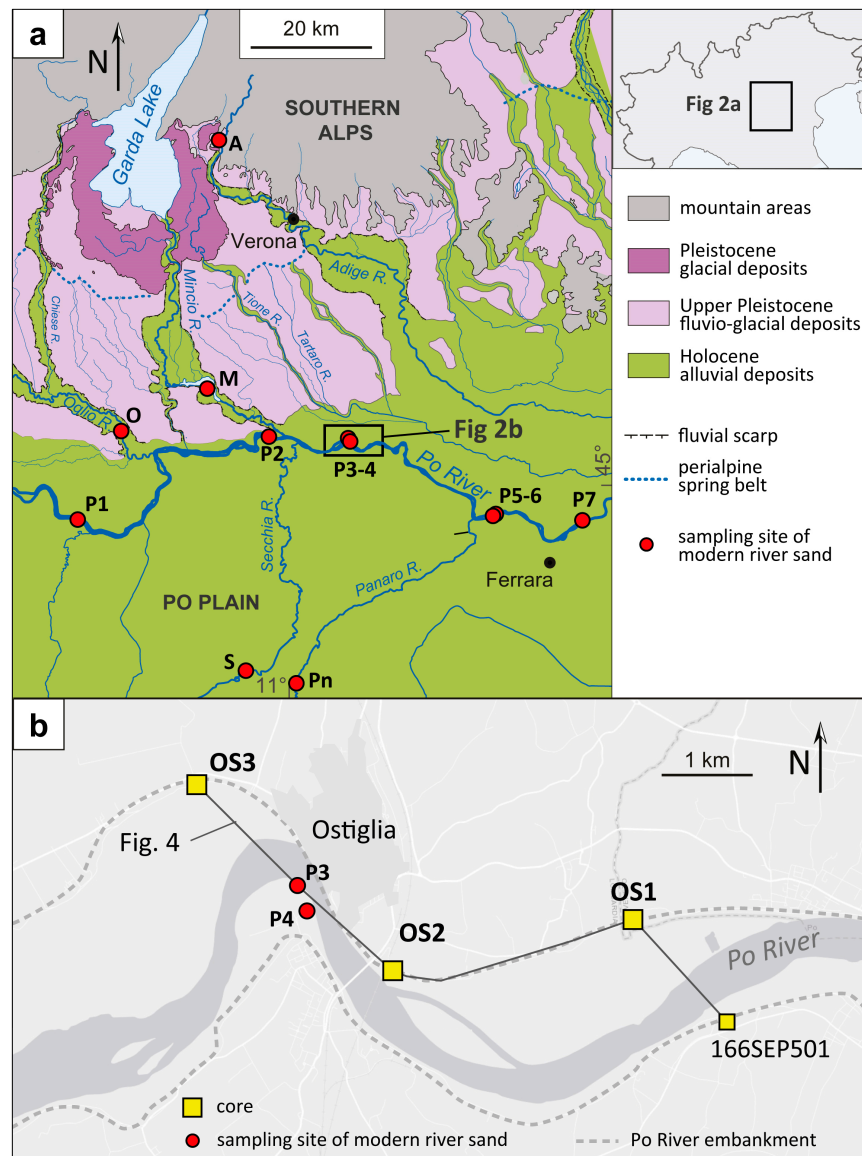 a
N
20 km
SOUTHERN
ALPS
Garda Lake
A
Verona
Adige R.
Mincio R.
Chiese R.
Tione R.
Tartaro R.
M
Oglio R.
O
P2
Fig 2b
P3-4
Po River
45°
P1
P5-6
P7
Secchia R.
Panaro R.
Ferrara
PO PLAIN
S
11°
Pn
Fig 2a
mountain areas
Pleistocene
glacial deposits
Upper Pleistocene
fluvio-glacial deposits
Holocene
alluvial deposits
fluvial scarp
perialpine
spring belt
sampling site of
modern river sand
b
1 km
N
OS3
Fig. 4
Ostiglia
P3
P4
OS2
OS1
Po River
166SEP501
core
sampling site of modern river sand
Po River embankment